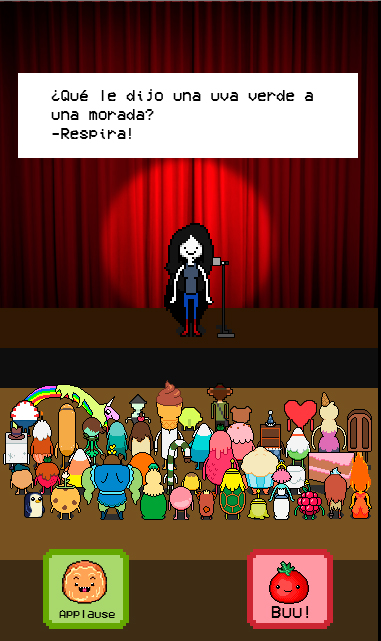 ¿Qué le dijo una uva verde a
una morada?
-Respira!
Applause
Buu!